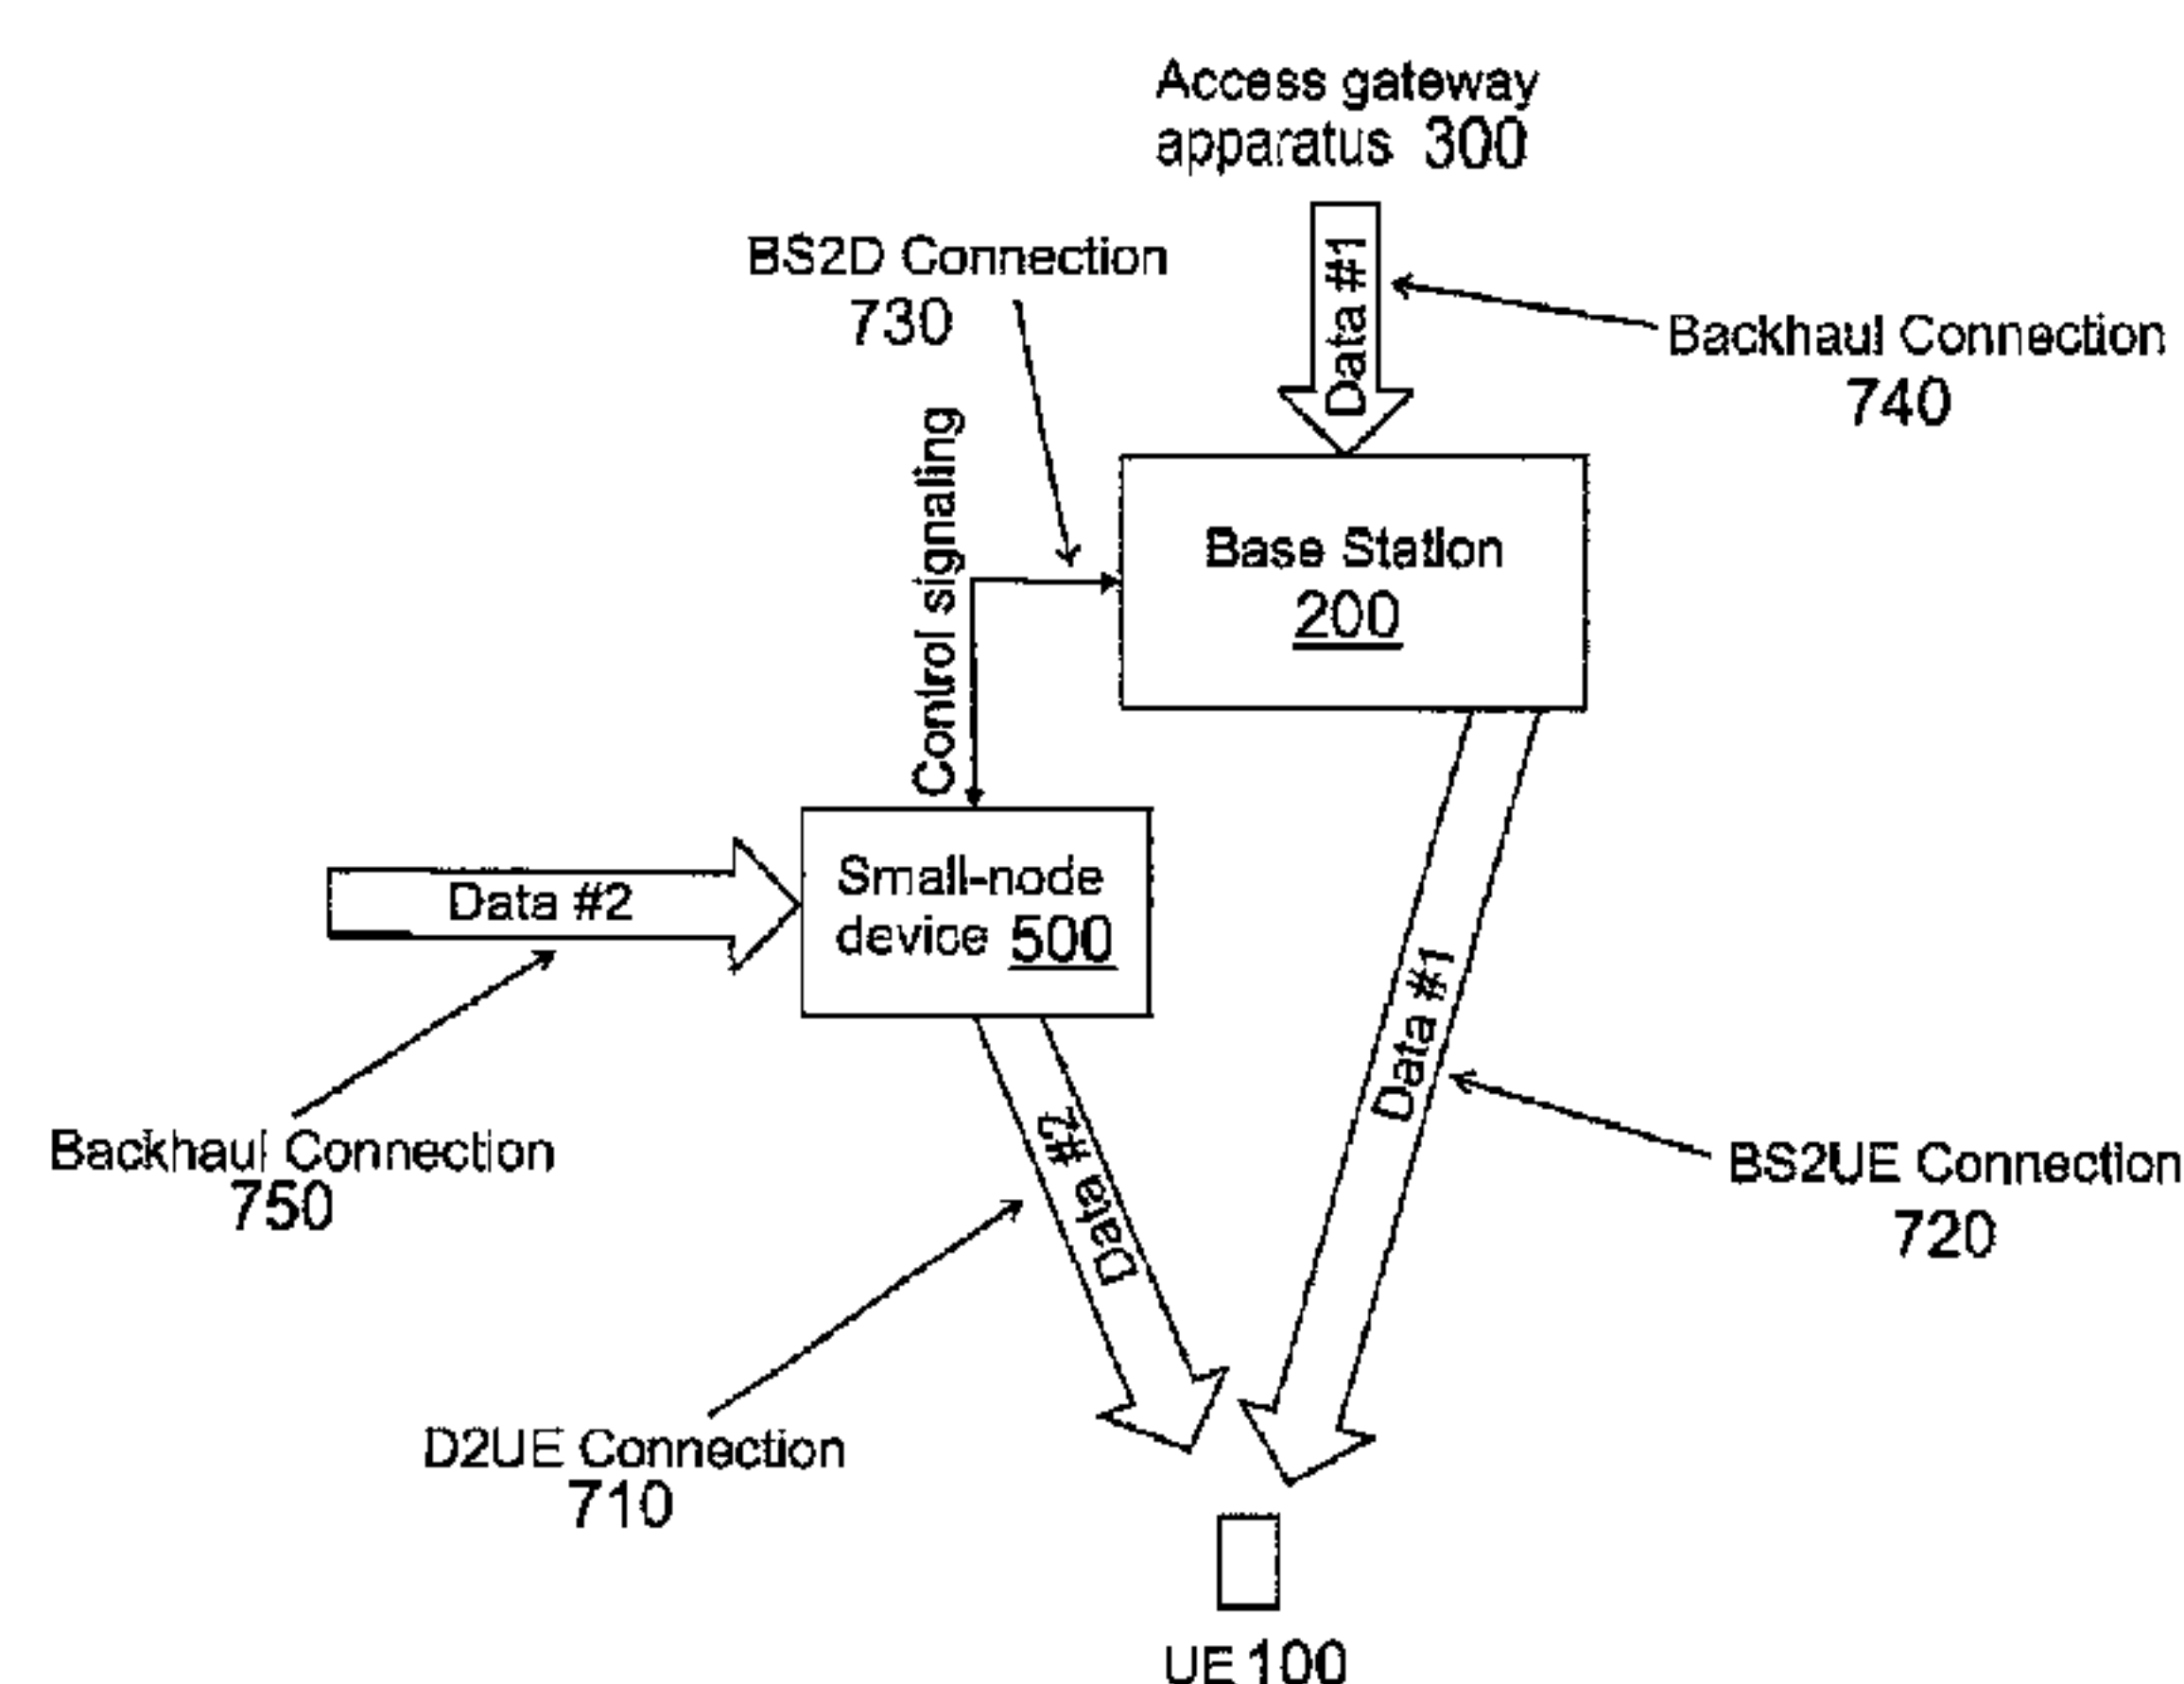 Access gateway
apparatus 300
BS2D Connection
730
Data #1
Backhaul Connection
740
Control signaling
Base Station
200
Data #2
Small-node
device 500
Backhaul Connection
750
Data #2
Data #1
BS2UE Connection
720
D2UE Connection
710
UE 100